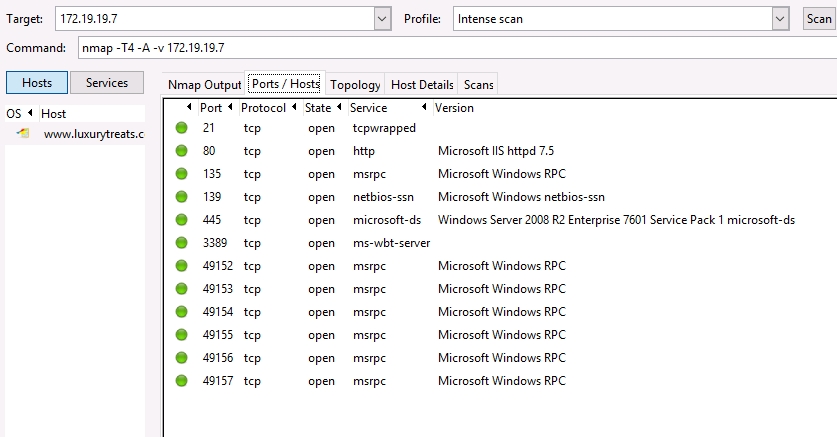 Target: 172.19.19.7 Profile: Intense scan Scan
Command: nmap -T4 -A -v 172.19.19.7
Hosts Services
Nmap Output Ports / Hosts Topology Host Details Scans
OS Host
www.luxurytreats.c
Port Protocol State Service Version
21 tcp open tcpwrapped
80 tcp open http Microsoft IIS httpd 7.5
135 tcp open msrpc Microsoft Windows RPC
139 tcp open netbios-ssn Microsoft Windows netbios-ssn
445 tcp open microsoft-ds Windows Server 2008 R2 Enterprise 7601 Service Pack 1 microsoft-ds
3389 tcp open ms-wbt-server
49152 tcp open msrpc Microsoft Windows RPC
49153 tcp open msrpc Microsoft Windows RPC
49154 tcp open msrpc Microsoft Windows RPC
49155 tcp open msrpc Microsoft Windows RPC
49156 tcp open msrpc Microsoft Windows RPC
49157 tcp open msrpc Microsoft Windows RPC